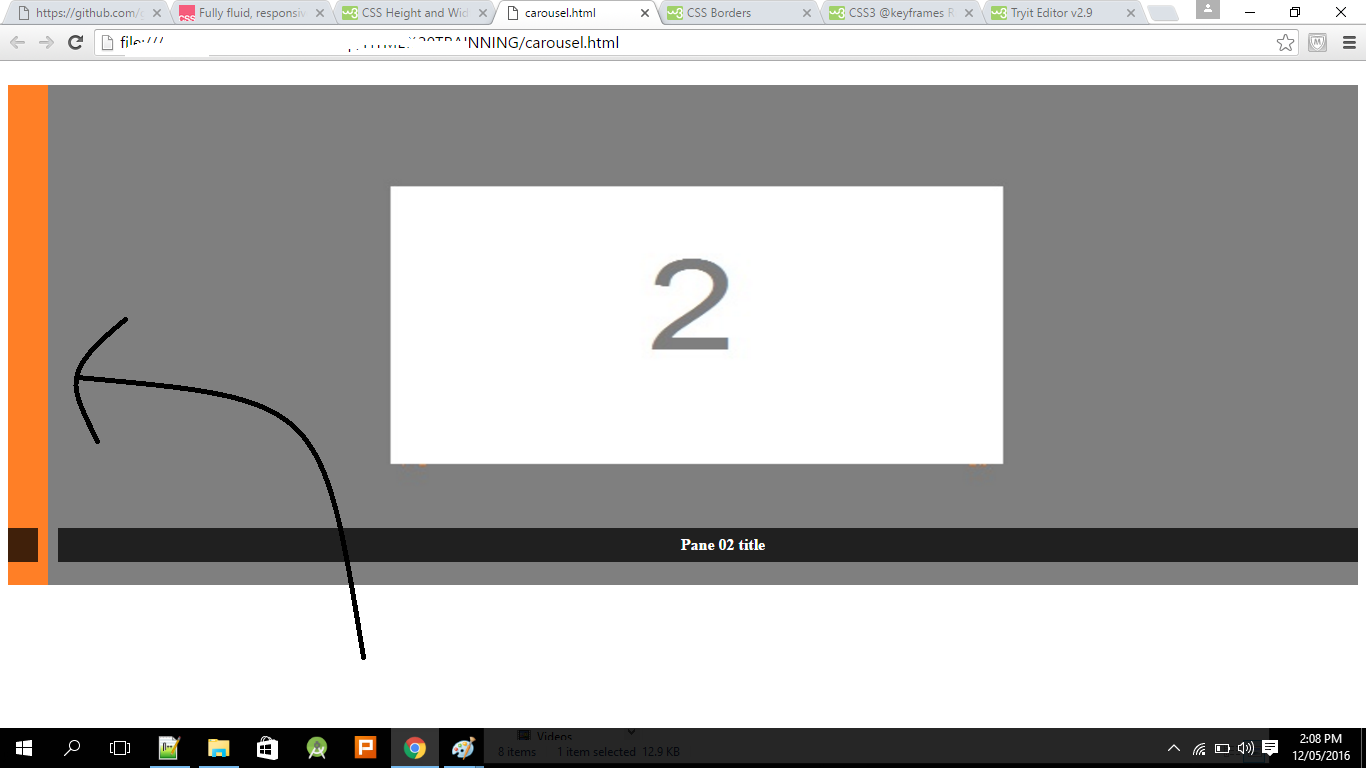 https://github.com/g
Fully fluid, responsiv
CSS Height and Wid
carousel.html
CSS Borders
CSS3 @keyframes R
Tryit Editor v2.9
file:///
NNING/carousel.html
2
Pane 02 title
Videos
8 items 1 item selected 12.9 KB
2:08 PM
12/05/2016